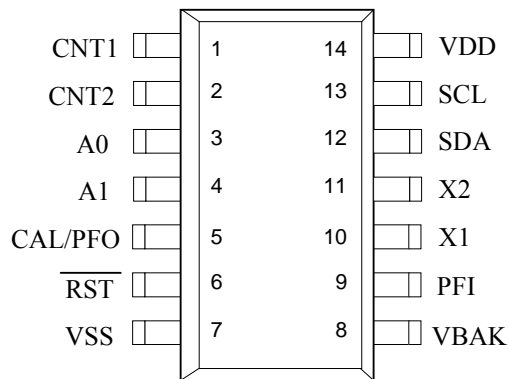 CNT1 1 14 VDD
CNT2 2 13 SCL
A0 3 12 SDA
A1 4 11 X2
CAL/PFO 5 10 X1
RST 6 9 PFI
VSS 7 8 VBAK